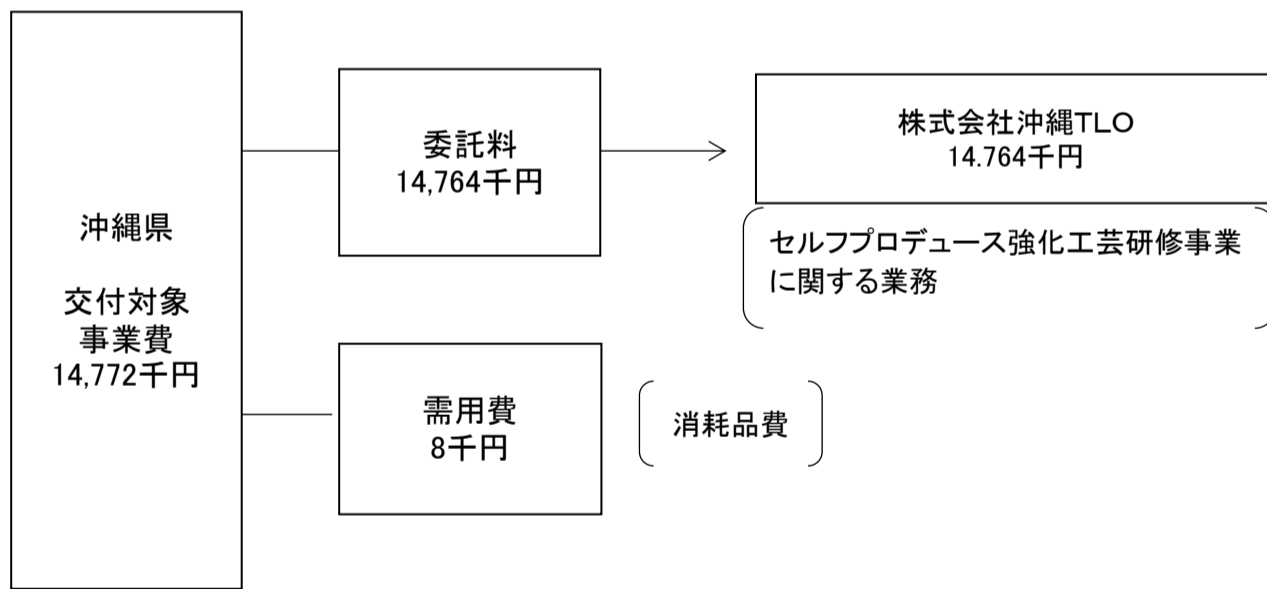 沖縄県
交付対象
事業費
14,772千円
委託料
14,764千円
株式会社沖縄TLO
14.764千円
セルフプロデュース強化工芸研修事業
に関する業務
需用費
8千円
消耗品費